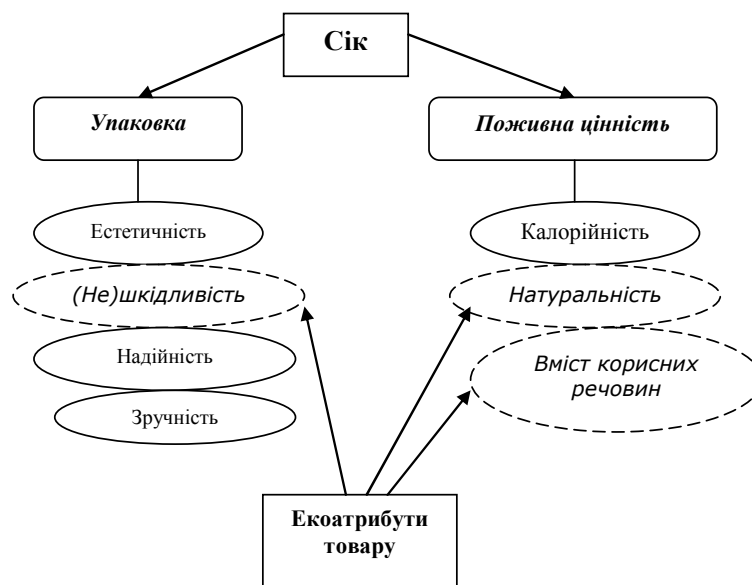 Сік
Упаковка
Поживна цінність
Естетичність
Калорійність
(Не)шкідливість
Натуральність
Надійність
Вміст корисних
речовин
Зручність
Екоатрибути
товару